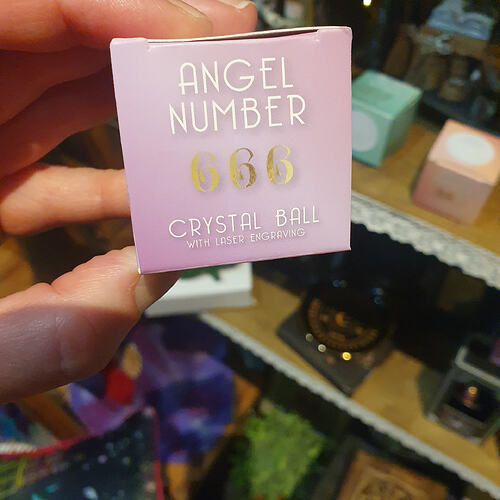 ANGEL
NUMBER
666
CRYSTAL BALL
WITH LASER ENGRAVING